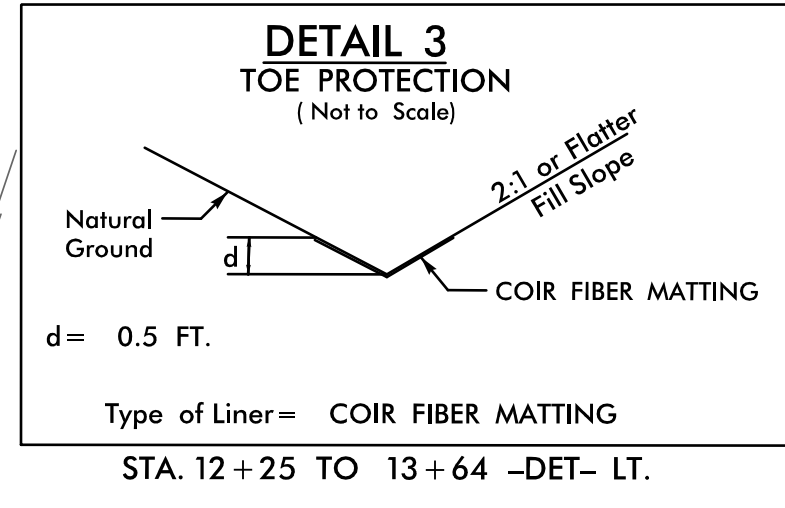 DETAIL 3
TOE PROTECTION
( Not to Scale)
2:1 or Flatter
Fill Slope
Natural
Ground
d
COIR FIBER MATTING
d= 0.5 FT.
Type of Liner= COIR FIBER MATTING
STA. 12+25 TO 13+64 –DET– LT.